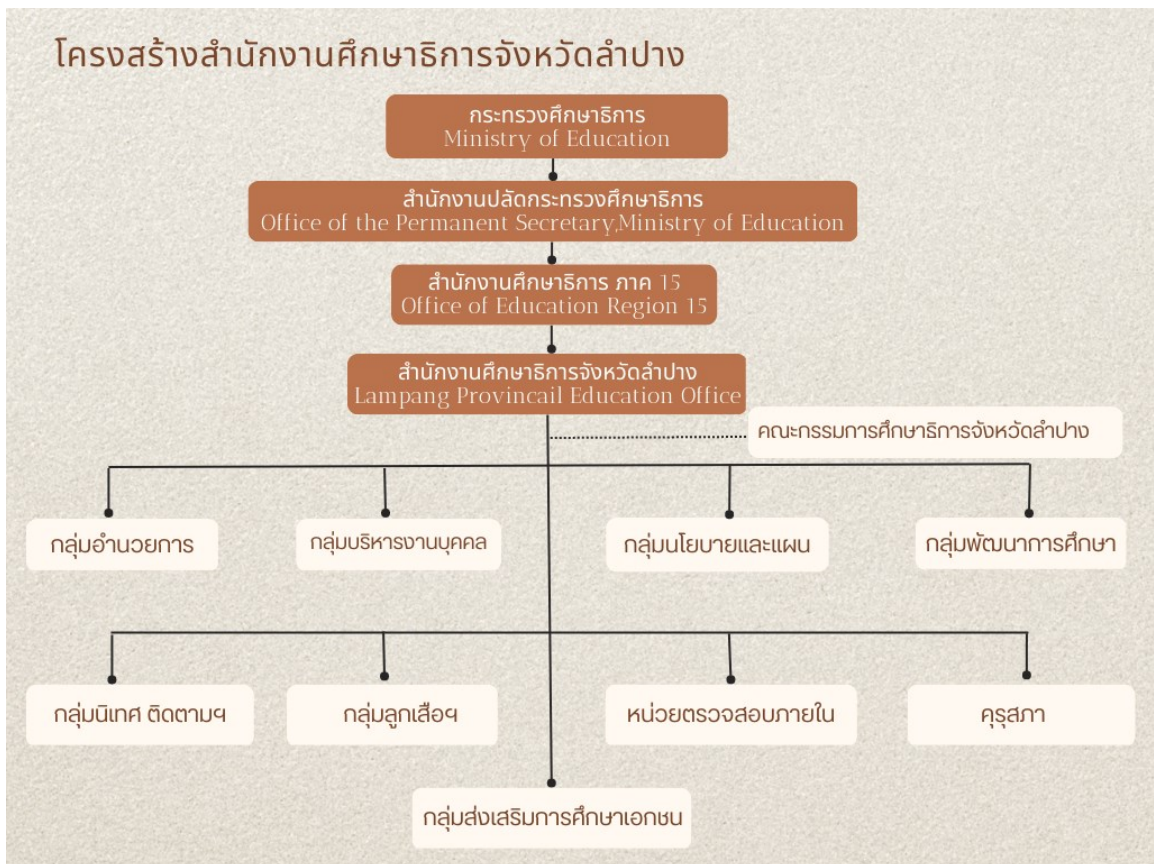 โครงสร้างสำนักงานศึกษาธิการจังหวัดลำปาง
กระทรวงศึกษาธิการ
Ministry of Education
สำนักงานปลัดกระทรวงศึกษาธิการ
Office of the Permanent Secretary,Ministry of Education
สำนักงานศึกษาธิการ ภาค 15
Office of Education Region 15
สำนักงานศึกษาธิการจังหวัดลำปาง
Lampang Provincail Education Office
คณะกรรมการศึกษาธิการจังหวัดลำปาง
กลุ่มอำนวยการ
กลุ่มบริหารงานบุคคล
กลุ่มนโยบายและแผน
กลุ่มพัฒนาการศึกษา
กลุ่มนิเทศ ติดตามฯ
กลุ่มลูกเสือฯ
หน่วยตรวจสอบภายใน
คุรุสภา
กลุ่มส่งเสริมการศึกษาเอกชน